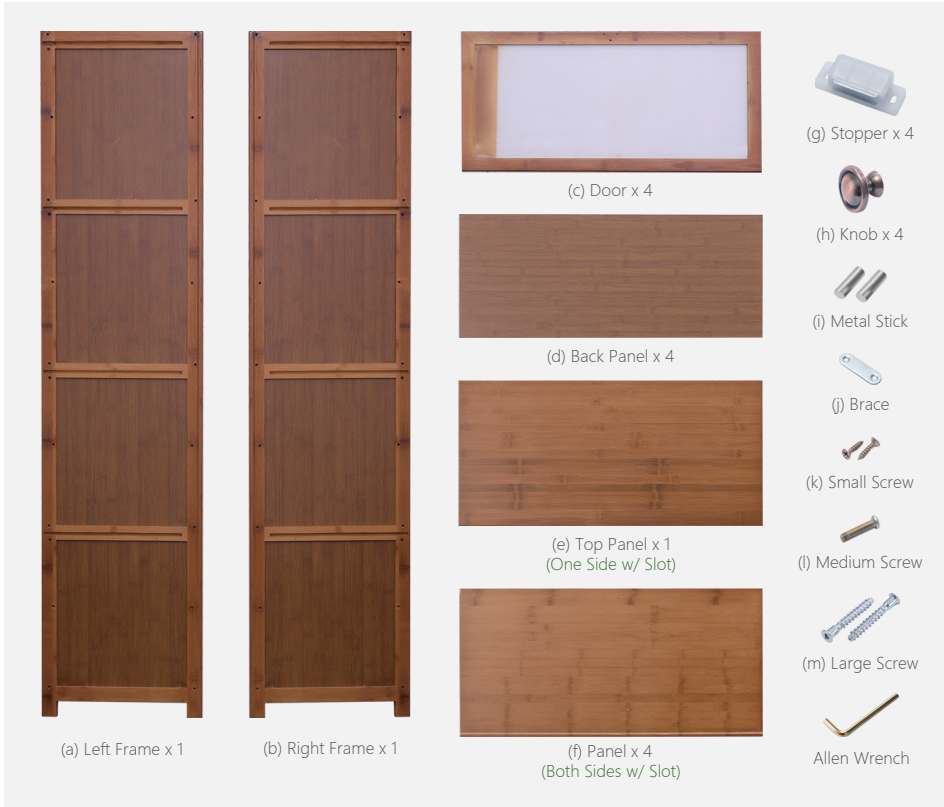 (a) Left Frame x 1
(b) Right Frame x 1
(c) Door x 4
(d) Back Panel x 4
(e) Top Panel x 1
(One Side w/ Slot)
(f) Panel x 4
(Both Sides w/ Slot)
(g) Stopper x 4
(h) Knob x 4
(i) Metal Stick
(j) Brace
(k) Small Screw
(l) Medium Screw
(m) Large Screw
Allen Wrench